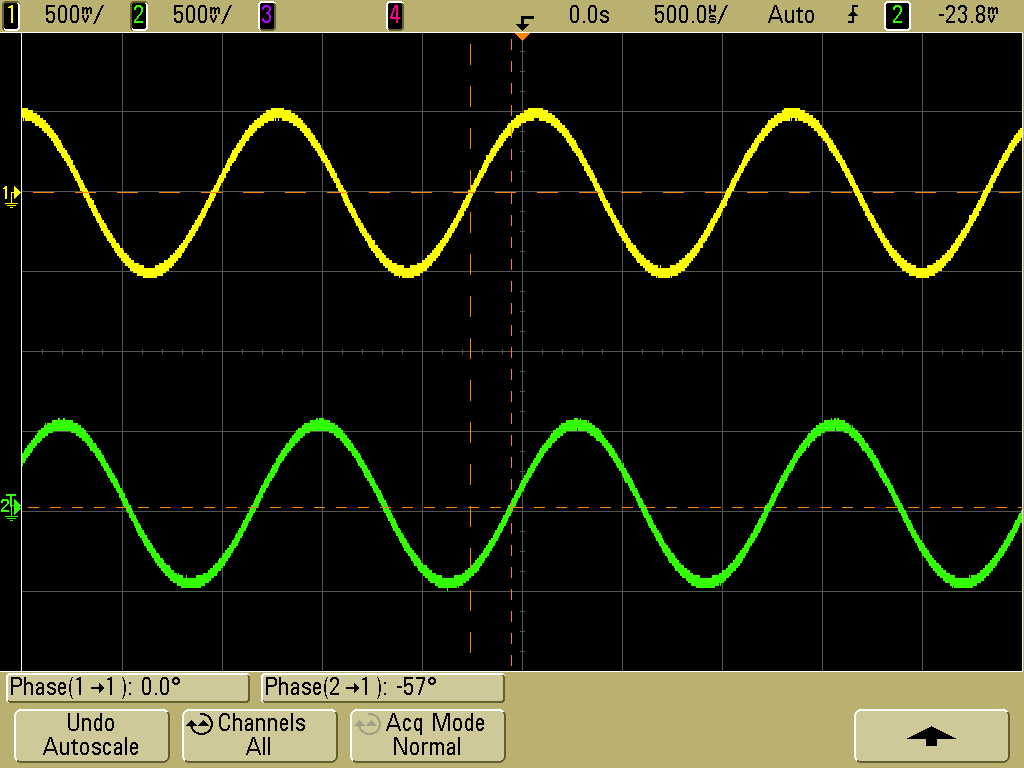 1 500mV/ 2 500mV/ 3 4 0.0s 500.0µs/ Auto 2 -23.8mV
1
2
Phase(1→1): 0.0° Phase(2→1): -57°
Undo Autoscale
Channels All
Acq Mode Normal